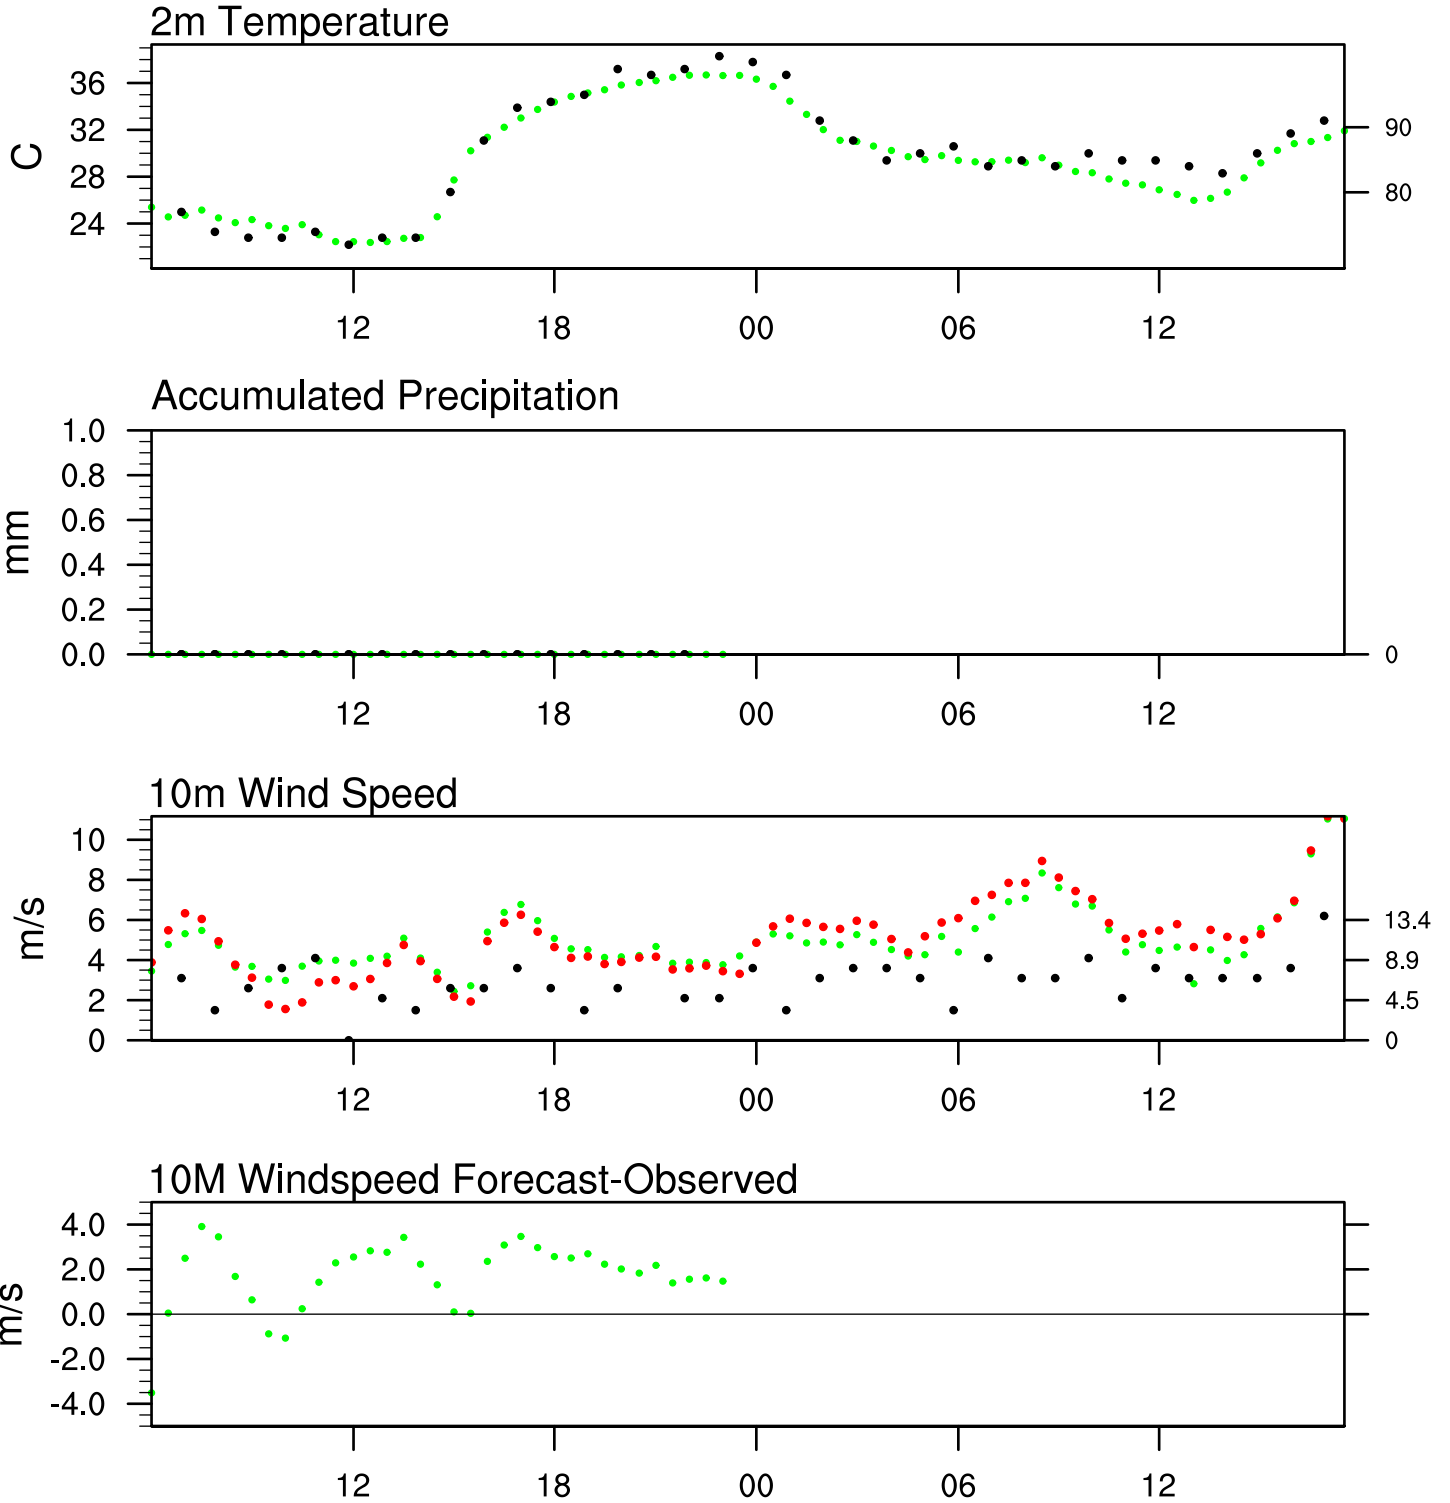 2m Temperature
C
36
32
28
24
90
80
12 18 00 06 12
Accumulated Precipitation
mm
1.0
0.8
0.6
0.4
0.2
0.0
0
12 18 00 06 12
10m Wind Speed
m/s
10
8
6
4
2
0
13.4
8.9
4.5
0
12 18 00 06 12
10M Windspeed Forecast-Observed
m/s
4.0
2.0
0.0
-2.0
-4.0
12 18 00 06 12